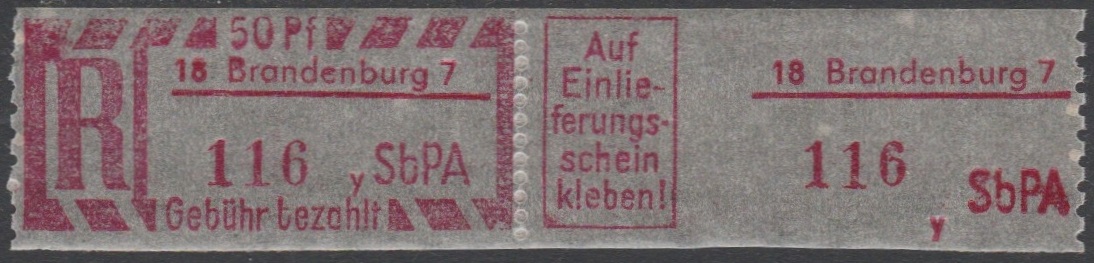 50 Pf
R
18 Brandenburg 7
116 y SbPA
Gebühr bezahlt
Auf
Einlie-
ferungs-
schein
kleben!
18 Brandenburg 7
116
SbPA
y